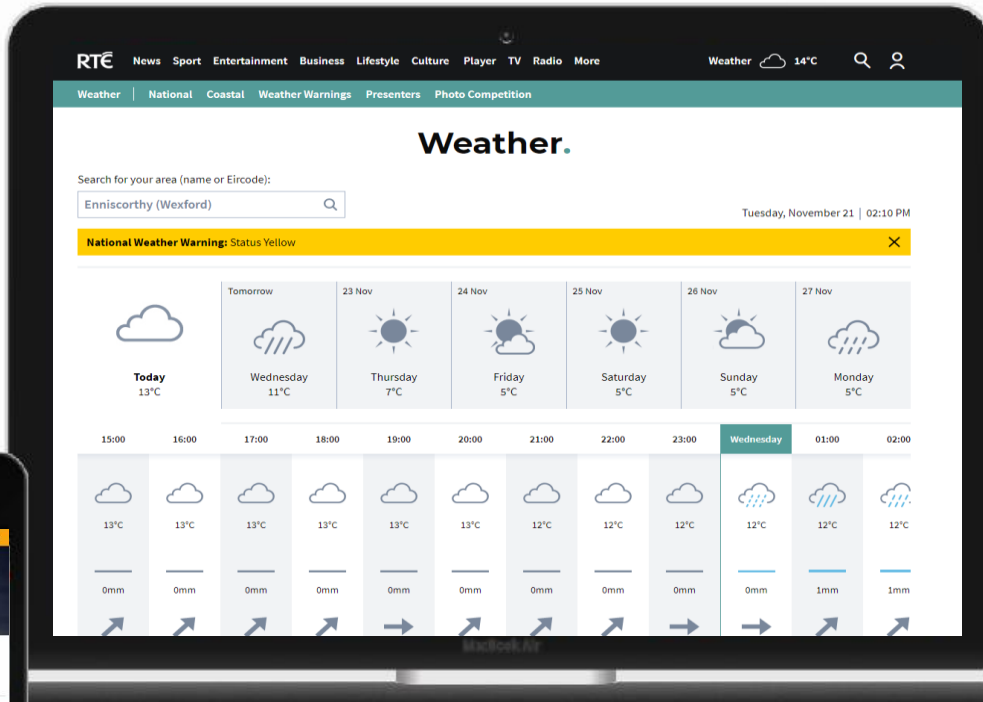 RTÉ News Sport Entertainment Business Lifestyle Culture Player TV Radio More Weather 14°C
Weather National Coastal Weather Warnings Presenters Photo Competition
Weather.
Search for your area (name or Eircode):
Enniscorthy (Wexford)
Tuesday, November 21 | 02:10 PM
National Weather Warning: Status Yellow
Tomorrow 23 Nov 24 Nov 25 Nov 26 Nov 27 Nov
Today Wednesday Thursday Friday Saturday Sunday Monday
13°C 11°C 7°C 5°C 5°C 5°C 5°C
15:00 16:00 17:00 18:00 19:00 20:00 21:00 22:00 23:00 Wednesday 01:00 02:00
13°C 13°C 13°C 13°C 13°C 13°C 12°C 12°C 12°C 12°C 12°C 12°C
0mm 0mm 0mm 0mm 0mm 0mm 0mm 0mm 0mm 0mm 1mm 1mm
MacBook Air